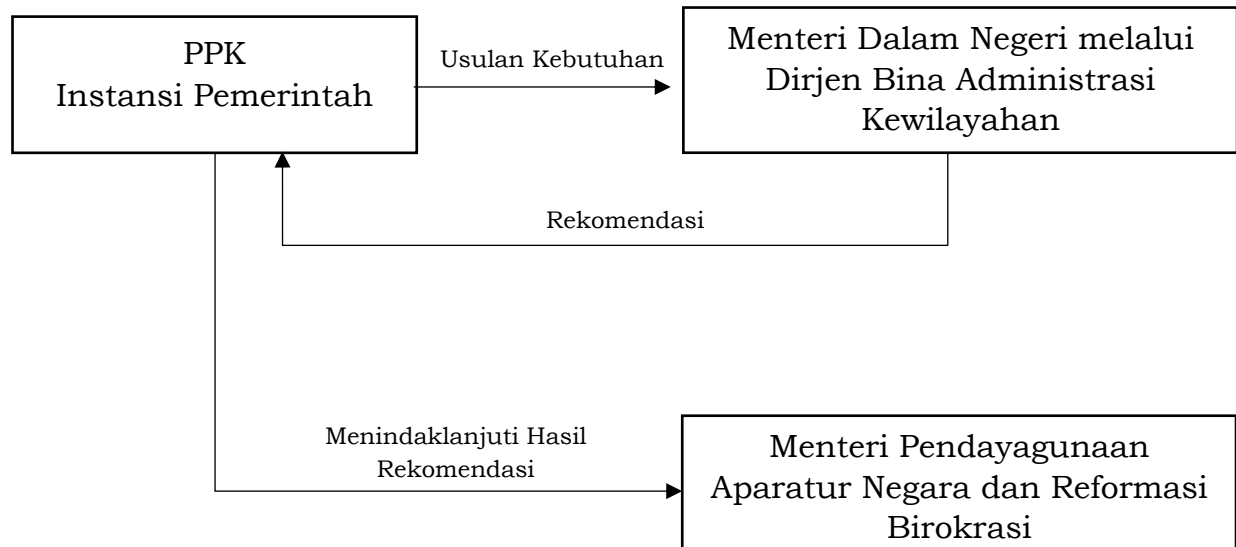 PPK
Instansi Pemerintah
Usulan Kebutuhan
Menteri Dalam Negeri melalui
Dirjen Bina Administrasi
Kewilayahan
Rekomendasi
Menindaklanjuti Hasil
Rekomendasi
Menteri Pendayagunaan
Aparatur Negara dan Reformasi
Birokrasi